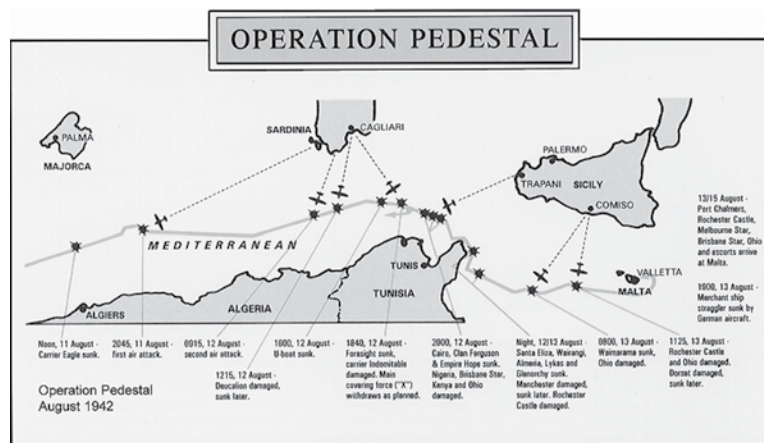 OPERATION PEDESTAL
PALMA
MAJORCA
SARDINIA
CAGLIARI
PALERMO
TRAPANI
SICILY
COMISO
MEDITERRANEAN
TUNIS
TUNISIA
ALGIERS
ALGERIA
VALLETTA
MALTA
13/15 August -
Port Chalmers,
Rochester Castle,
Melbourne Star,
Brisbane Star, Ohio
and escorts arrive
at Malta.
1900, 13 August -
Merchant ship
straggler sunk by
German aircraft.
Noon, 11 August -
Carrier Eagle sunk.
2045, 11 August -
first air attack.
0915, 12 August -
second air attack.
1215, 12 August -
Deucalion damaged,
sunk later.
1600, 12 August -
U-boat sunk.
1840, 12 August -
Foresight sunk,
carrier Indomitable
damaged. Main
covering force ("X")
withdraws as planned.
2000, 12 August -
Cairo, Clan Ferguson
& Empire Hope sunk.
Nigeria, Brisbane Star,
Kenya and Ohio
damaged.
Night, 12/13 August -
Santa Elisa, Wairangi,
Almeria, Lykes and
Glenorchy sunk.
Manchester damaged,
sunk later. Rochester
Castle damaged.
0800, 13 August -
Waimarama sunk,
Ohio damaged.
1125, 13 August -
Rochester Castle
and Ohio damaged.
Dorset damaged,
sunk later.
Operation Pedestal
August 1942